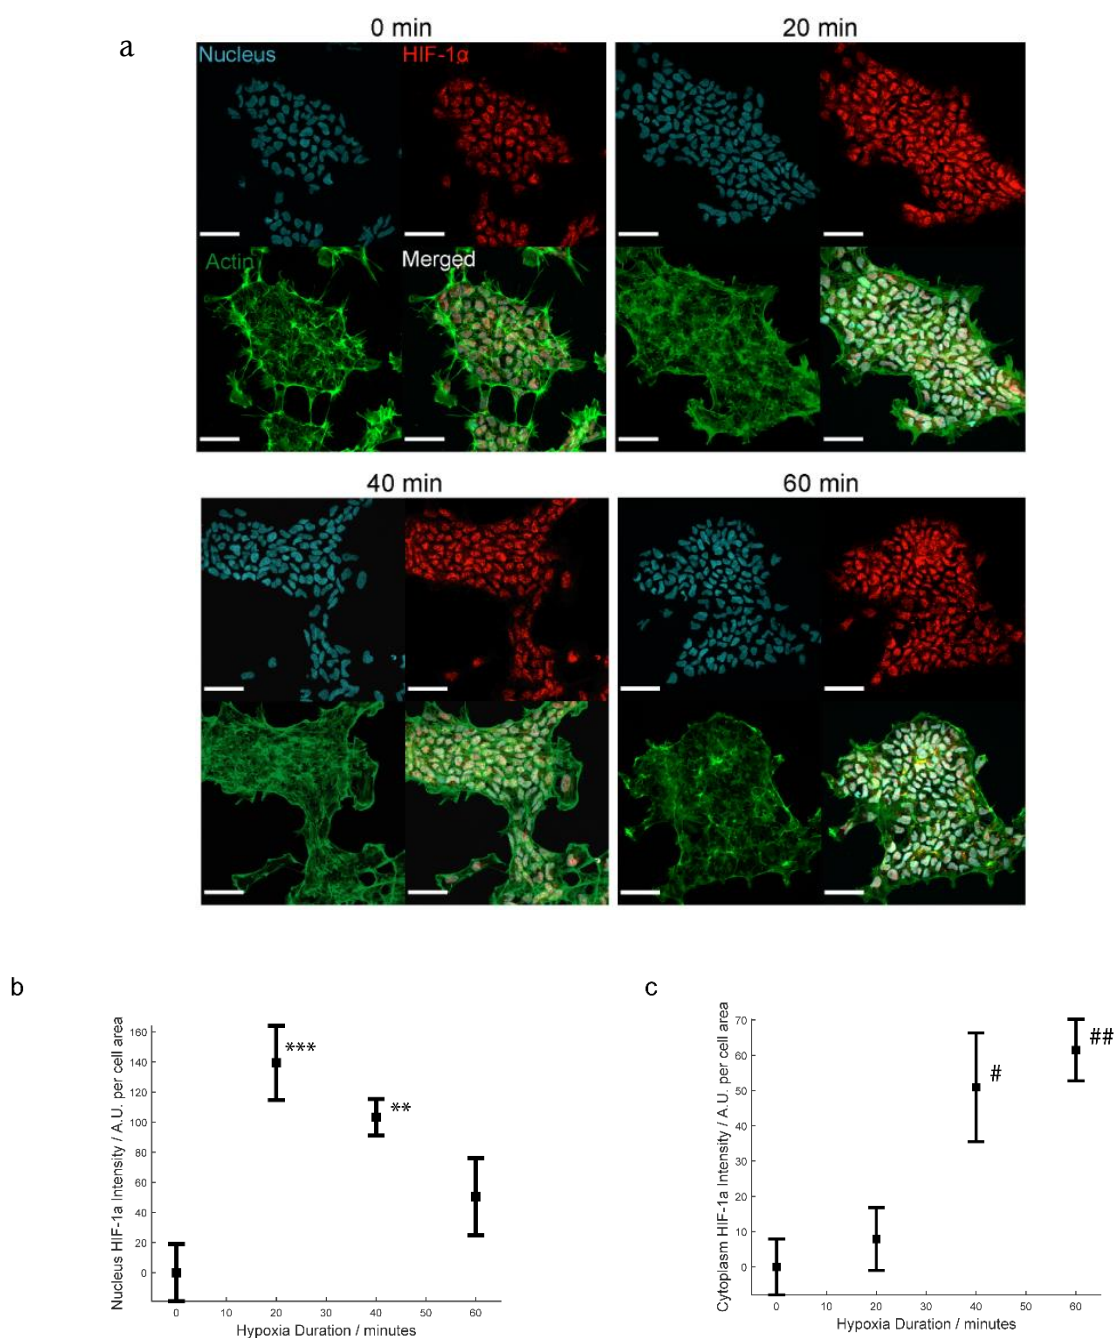 a
0 min
20 min
Nucleus
HIF-1α
Actin
Merged
40 min
60 min
b
Nucleus HIF-1a Intensity / A.U. per cell area
160
140
120
100
80
60
40
20
0
***
**
0 10 20 30 40 50 60
Hypoxia Duration / minutes
c
Cytoplasm HIF-1a Intensity / A.U. per cell area
70
60
50
40
30
20
10
0
#
##
0 10 20 30 40 50 60
Hypoxia Duration / minutes